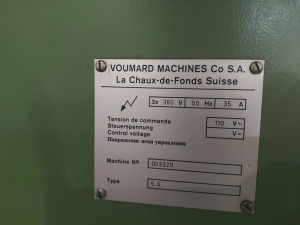 VOUMARD MACHINES Co S.A.
La Chaux-de-Fonds Suisse
3x 380 V 50 Hz 35 A
Tension de commande 110 V~
Steuerspannung
Control voltage V=
Напряжение цепи управления
Machine Nº 052329
Type 5 A